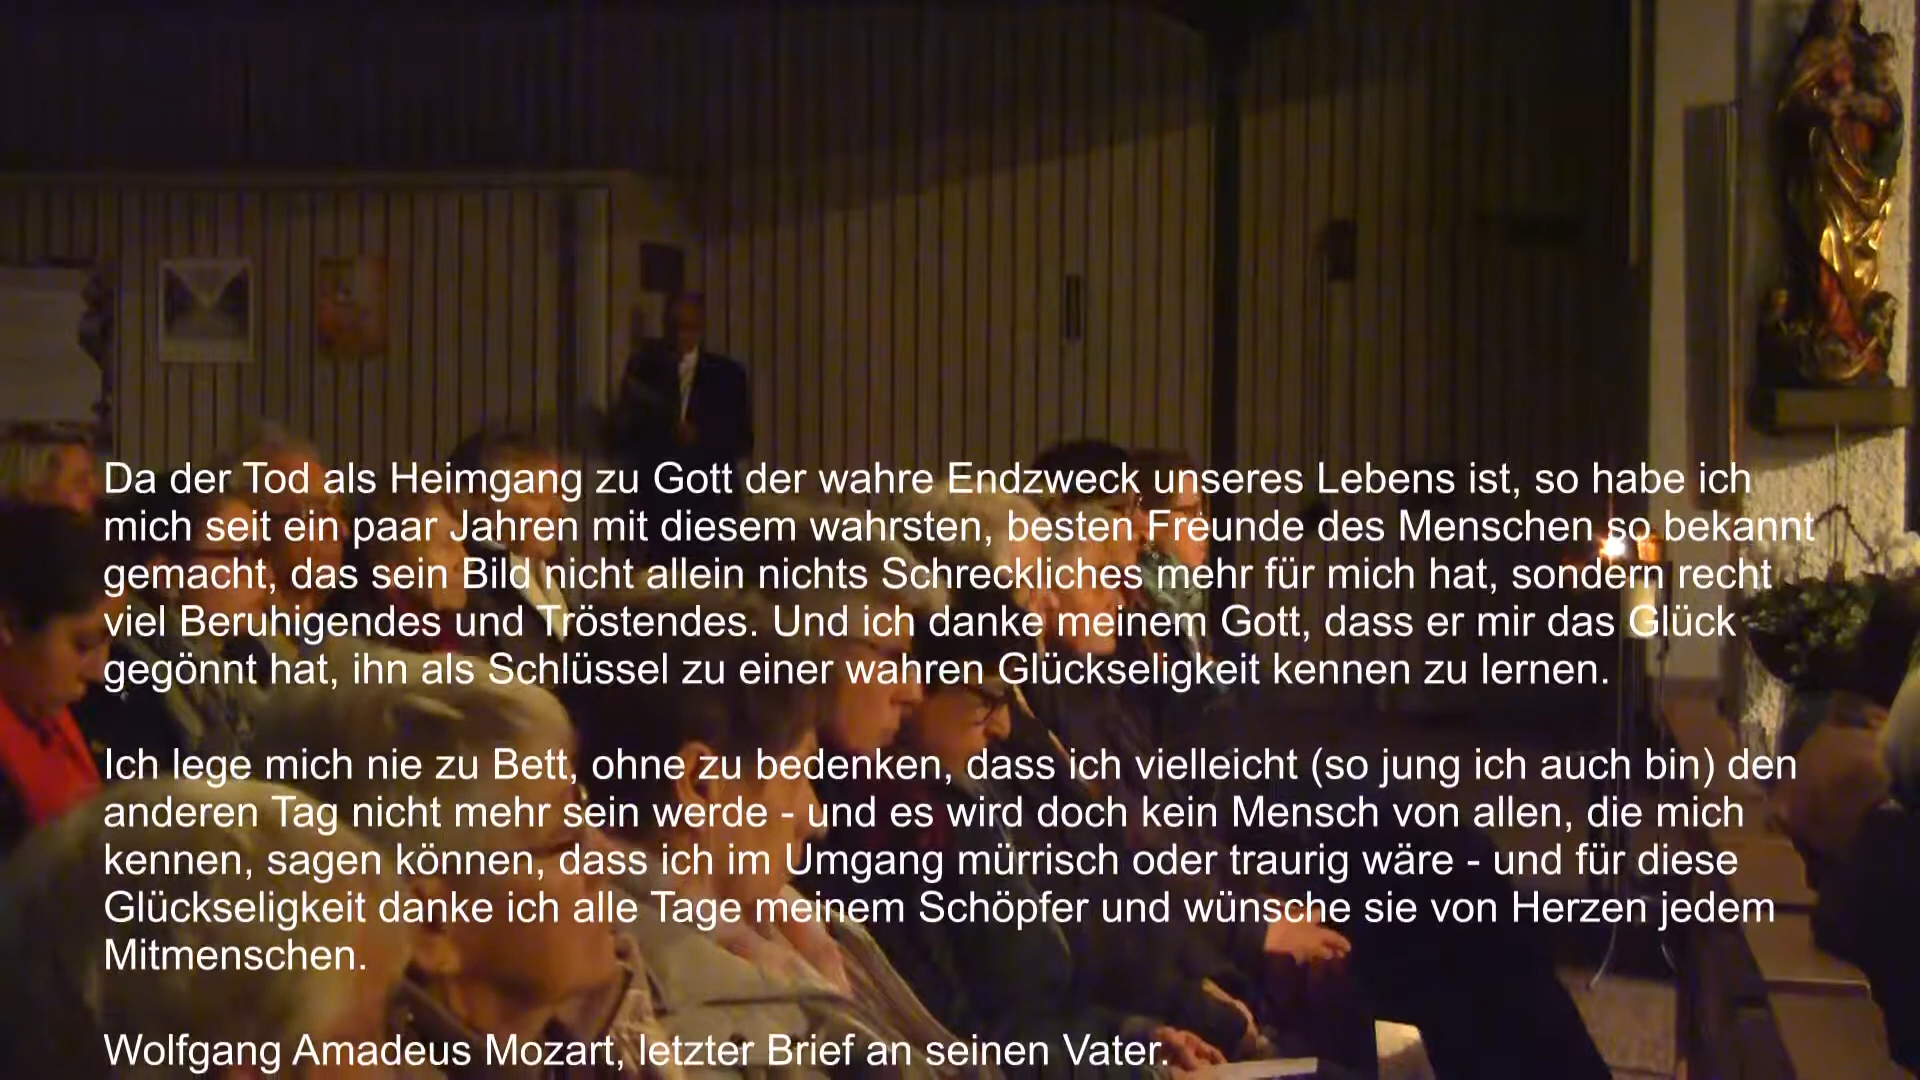 Da der Tod als Heimgang zu Gott der wahre Endzweck unseres Lebens ist, so habe ich
mich seit ein paar Jahren mit diesem wahrsten, besten Freunde des Menschen so bekannt
gemacht, das sein Bild nicht allein nichts Schreckliches mehr für mich hat, sondern recht
viel Beruhigendes und Tröstendes. Und ich danke meinem Gott, dass er mir das Glück
gegönnt hat, ihn als Schlüssel zu einer wahren Glückseligkeit kennen zu lernen.
Ich lege mich nie zu Bett, ohne zu bedenken, dass ich vielleicht (so jung ich auch bin) den
anderen Tag nicht mehr sein werde - und es wird doch kein Mensch von allen, die mich
kennen, sagen können, dass ich im Umgang mürrisch oder traurig wäre - und für diese
Glückseligkeit danke ich alle Tage meinem Schöpfer und wünsche sie von Herzen jedem
Mitmenschen.
Wolfgang Amadeus Mozart, letzter Brief an seinen Vater.